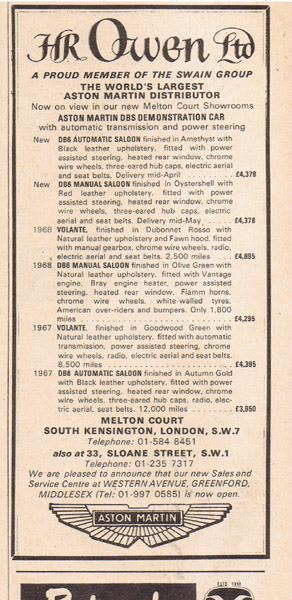 HR Owen Ltd
A PROUD MEMBER OF THE SWAIN GROUP
THE WORLD'S LARGEST
ASTON MARTIN DISTRIBUTOR
Now on view in our new Melton Court Showrooms
ASTON MARTIN DBS DEMONSTRATION CAR
with automatic transmission and power steering
New DB6 AUTOMATIC SALOON finished in Amethyst with
Black leather upholstery, fitted with power
assisted steering, heated rear window, chrome
wire wheels, three-eared hub caps, electric aerial
and seat belts. Delivery mid-April ...... £4,378
New DB6 MANUAL SALOON finished in Oystershell with
Red leather upholstery, fitted with power
assisted steering, heated rear window, chrome
wire wheels, three-eared hub caps, electric
aerial and seat belts. Delivery mid-May ...... £4,378
1968 VOLANTE, finished in Dubonnet Rosso with
Natural leather upholstery and Fawn hood, fitted
with manual gearbox, chrome wire wheels, radio,
electric aerial and seat belts. 2,500 miles .... £4,695
1968 DB6 MANUAL SALOON finished in Olive Green with
Natural leather upholstery, fitted with Vantage
engine, Bray engine heater, power assisted
steering, heated rear window, Fiamm horns,
chrome wire wheels, white-walled tyres,
American over-riders and bumpers. Only 1,800
miles ........................ £4,295
1967 VOLANTE, finished in Goodwood Green with
Natural leather upholstery, fitted with automatic
transmission, power assisted steering, chrome
wire wheels, radio, electric aerial and seat belts.
8,500 miles ................... £4,395
1967 DB6 AUTOMATIC SALOON finished in Autumn Gold
with Black leather upholstery, fitted with power
assisted steering, heated rear window, chrome
wire wheels, three-eared hub caps, radio, elec-
tric aerial, seat belts. 12,000 miles ........ £3,950
MELTON COURT
SOUTH KENSINGTON, LONDON, S.W.7
Telephone: 01-584 8451
also at 33, SLOANE STREET, S.W.1
Telephone: 01-235 7317
We are pleased to announce that our new Sales and
Service Centre at WESTERN AVENUE, GREENFORD,
MIDDLESEX (Tel: 01-997 0585) is now open.
ASTON MARTIN